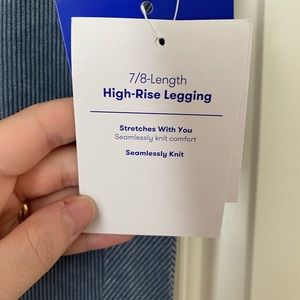 7/8-Length
High-Rise Legging
Stretches With You
Seamlessly knit comfort
Seamlessly Knit